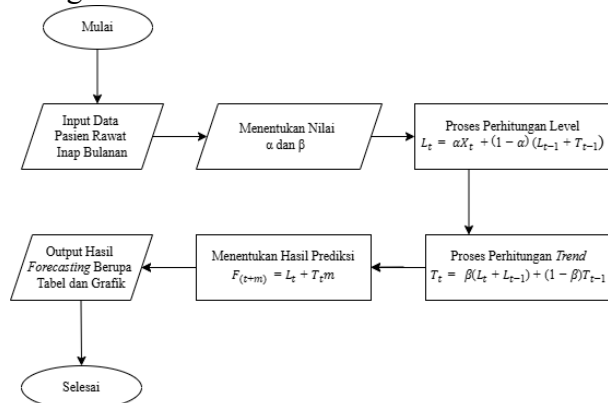 Mulai
Input Data
Pasien Rawat
Inap Bulanan
Menentukan Nilai
α dan β
Proses Perhitungan Level
L_t = αX_t + (1 − α) (L_{t−1} + T_{t−1})
Proses Perhitungan Trend
T_t = β(L_t + L_{t−1}) + (1 − β)T_{t−1}
Menentukan Hasil Prediksi
F_{(t+m)} = L_t + T_t m
Output Hasil
Forecasting Berupa
Tabel dan Grafik
Selesai